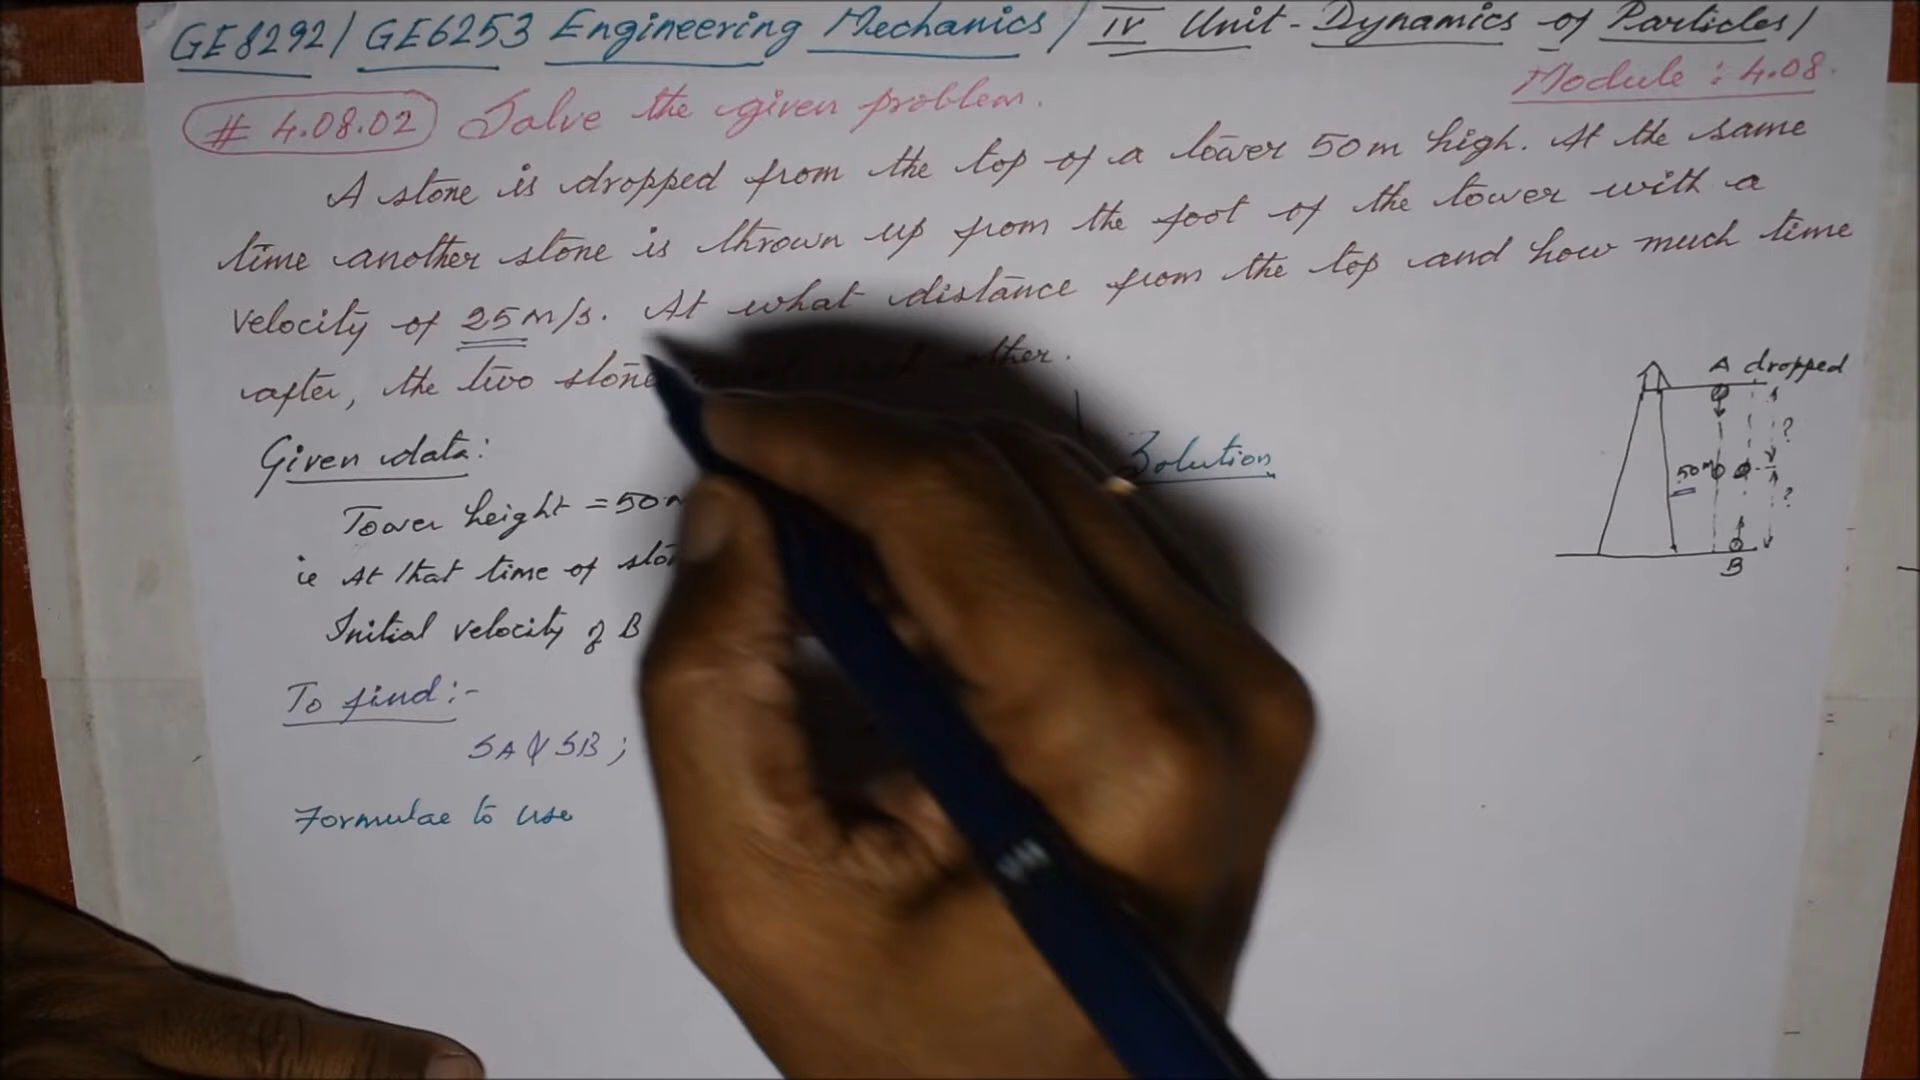 GE8292/ GE6253 Engineering Mechanics/ IV Unit - Dynamics of Particles/
Module : 4.08.
# 4.08.02 Solve the given problem.
A stone is dropped from the top of a tower 50m high. At the same
time another stone is thrown up from the foot of the tower with a
velocity of 25m/s. At what distance from the top and how much time
after, the two stone other.
Given data:
Solution
Tower height = 50m
ie At that time of
Initial velocity of B
To find:-
SA & SB ;
Formulae to use
A dropped
?
50m
?
B